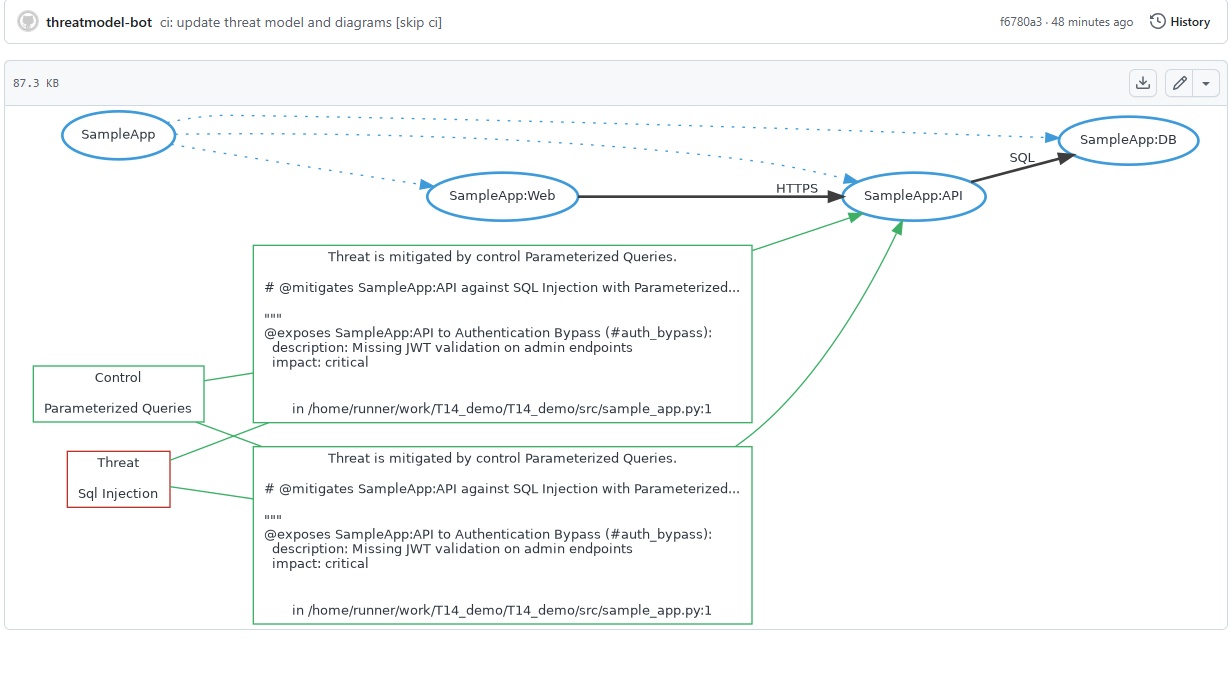 threatmodel-bot ci: update threat model and diagrams [skip ci] f6780a3 · 48 minutes ago History
87.3 KB
SampleApp
SampleApp:DB
SQL
SampleApp:Web
HTTPS
SampleApp:API
Threat is mitigated by control Parameterized Queries.
# @mitigates SampleApp:API against SQL Injection with Parameterized...
"""
@exposes SampleApp:API to Authentication Bypass (#auth_bypass):
description: Missing JWT validation on admin endpoints
impact: critical
in /home/runner/work/T14_demo/T14_demo/src/sample_app.py:1
Control
Parameterized Queries
Threat
Sql Injection
Threat is mitigated by control Parameterized Queries.
# @mitigates SampleApp:API against SQL Injection with Parameterized...
"""
@exposes SampleApp:API to Authentication Bypass (#auth_bypass):
description: Missing JWT validation on admin endpoints
impact: critical
in /home/runner/work/T14_demo/T14_demo/src/sample_app.py:1